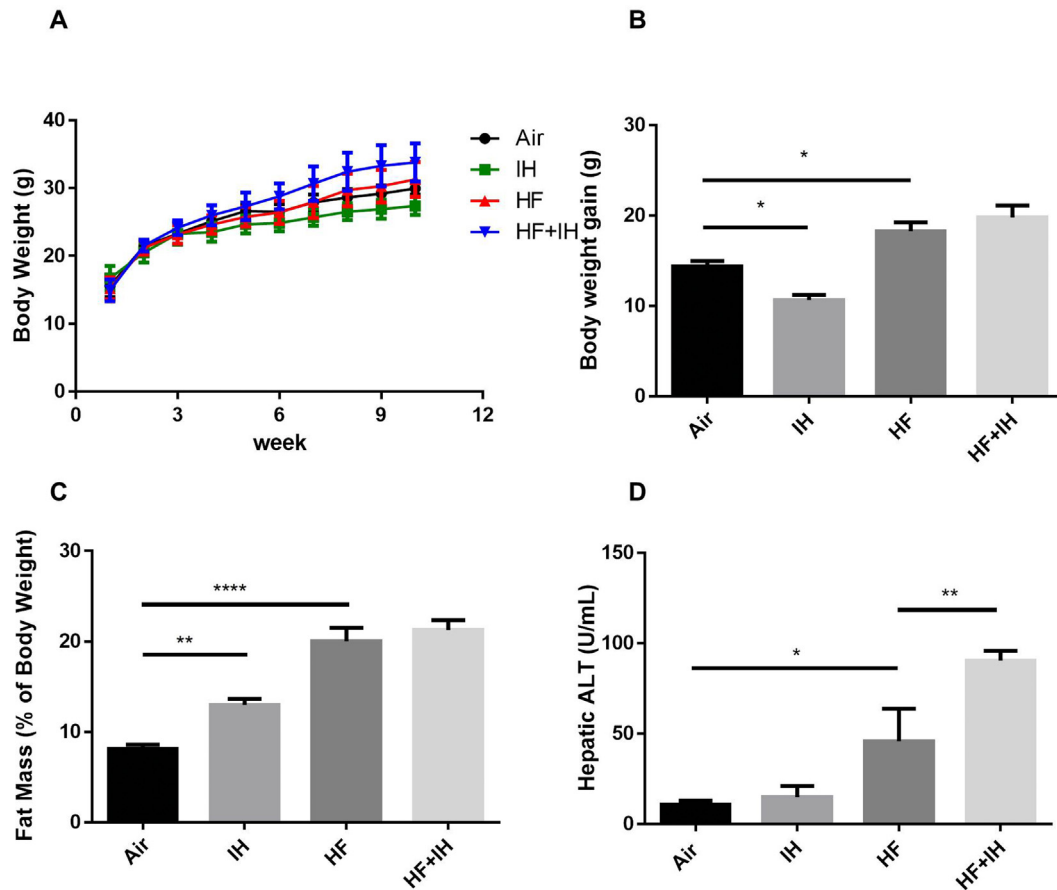 A
Body Weight (g)
40
30
20
10
0
0
3
6
9
12
week
Air
IH
HF
HF+IH
B
Body weight gain (g)
30
20
10
0
*
*
Air
IH
HF
HF+IH
C
Fat Mass (% of Body Weight)
30
20
10
0
****
**
Air
IH
HF
HF+IH
D
Hepatic ALT (U/mL)
150
100
50
0
**
*
Air
IH
HF
HF+IH